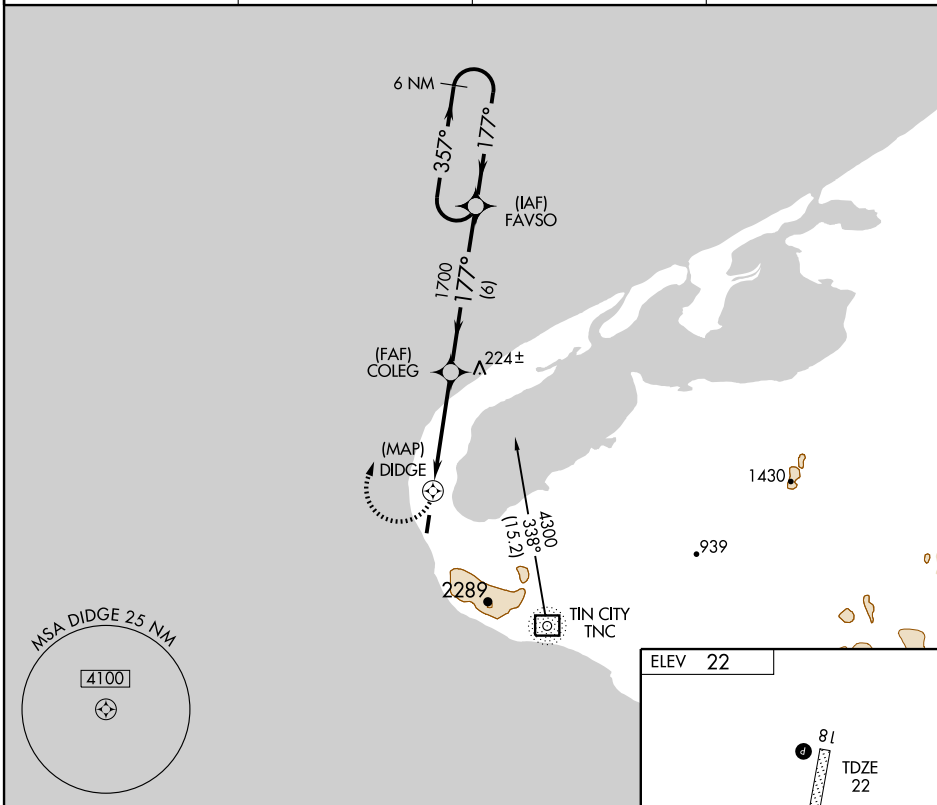 6 NM
357°
177°
(IAF)
FAVSO
1700
177°
(6)
(FAF)
COLEG
224±
(MAP)
DIDGE
1430
4300
338°
(15.2)
939
2289
TIN CITY
TNC
MSA DIDGE 25 NM
4100
ELEV 22
18
P
TDZE
22